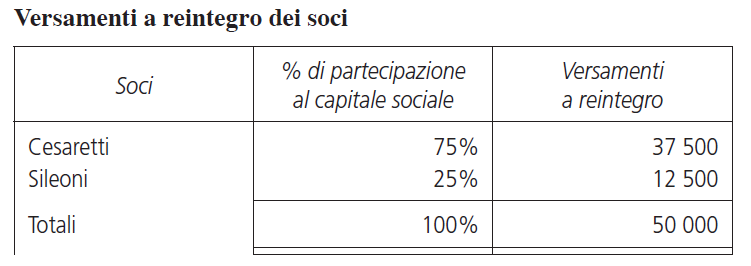 Versamenti a reintegro dei soci
Soci % di partecipazione al capitale sociale Versamenti a reintegro
Cesaretti 75% 37 500
Sileoni 25% 12 500
Totali 100% 50 000